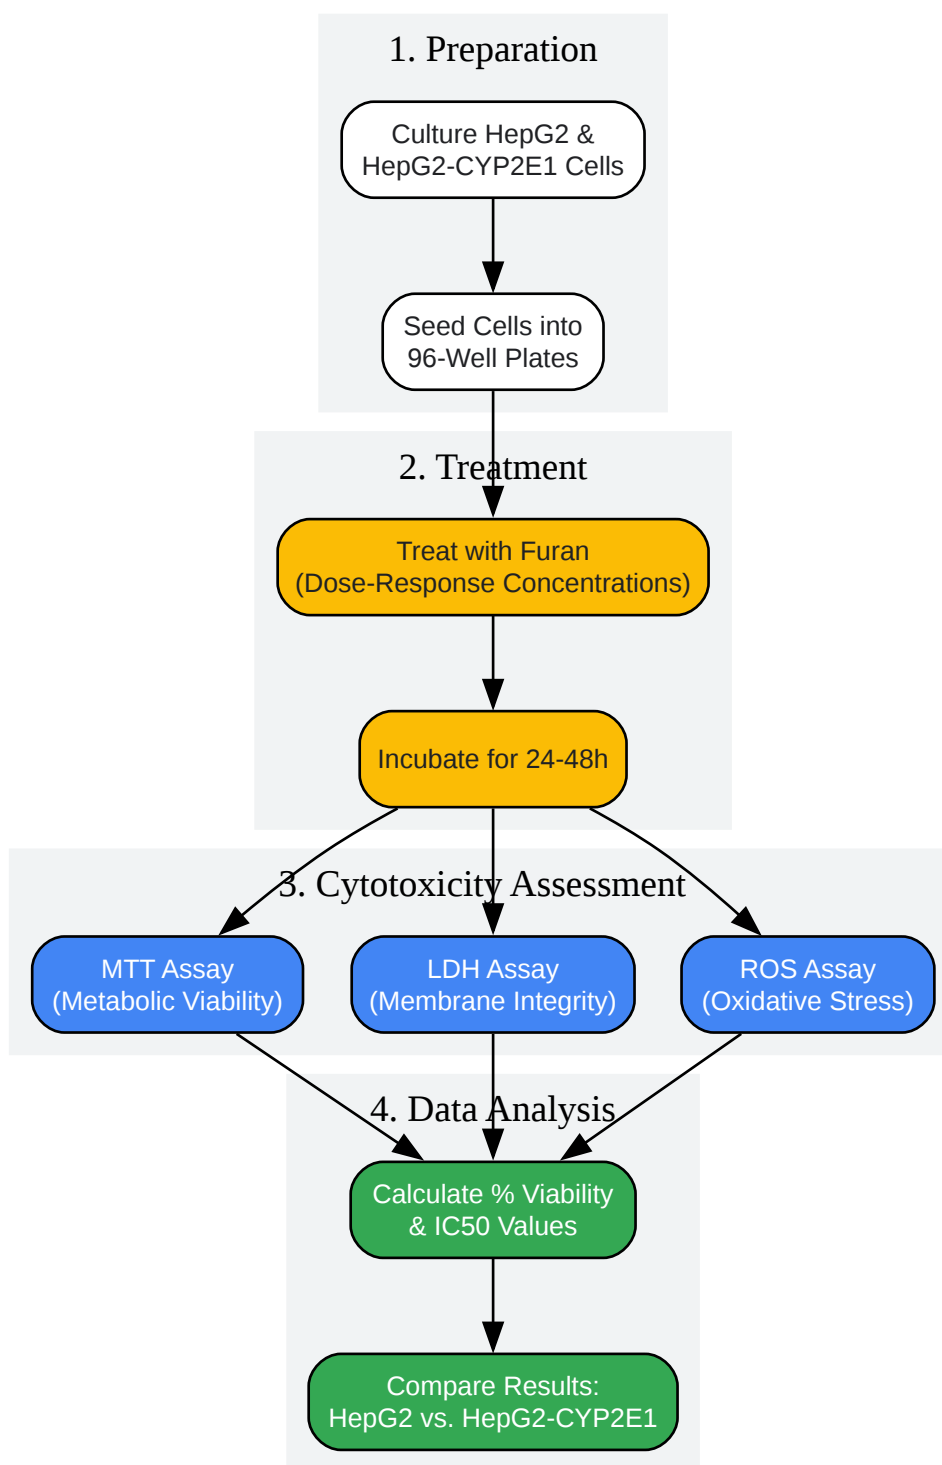 1. Preparation
Culture HepG2 &
HepG2-CYP2E1 Cells
Seed Cells into
96-Well Plates
2. Treatment
Treat with Furan
(Dose-Response Concentrations)
Incubate for 24-48h
3. Cytotoxicity Assessment
MTT Assay
(Metabolic Viability)
LDH Assay
(Membrane Integrity)
ROS Assay
(Oxidative Stress)
4. Data Analysis
Calculate % Viability
& IC50 Values
Compare Results:
HepG2 vs. HepG2-CYP2E1